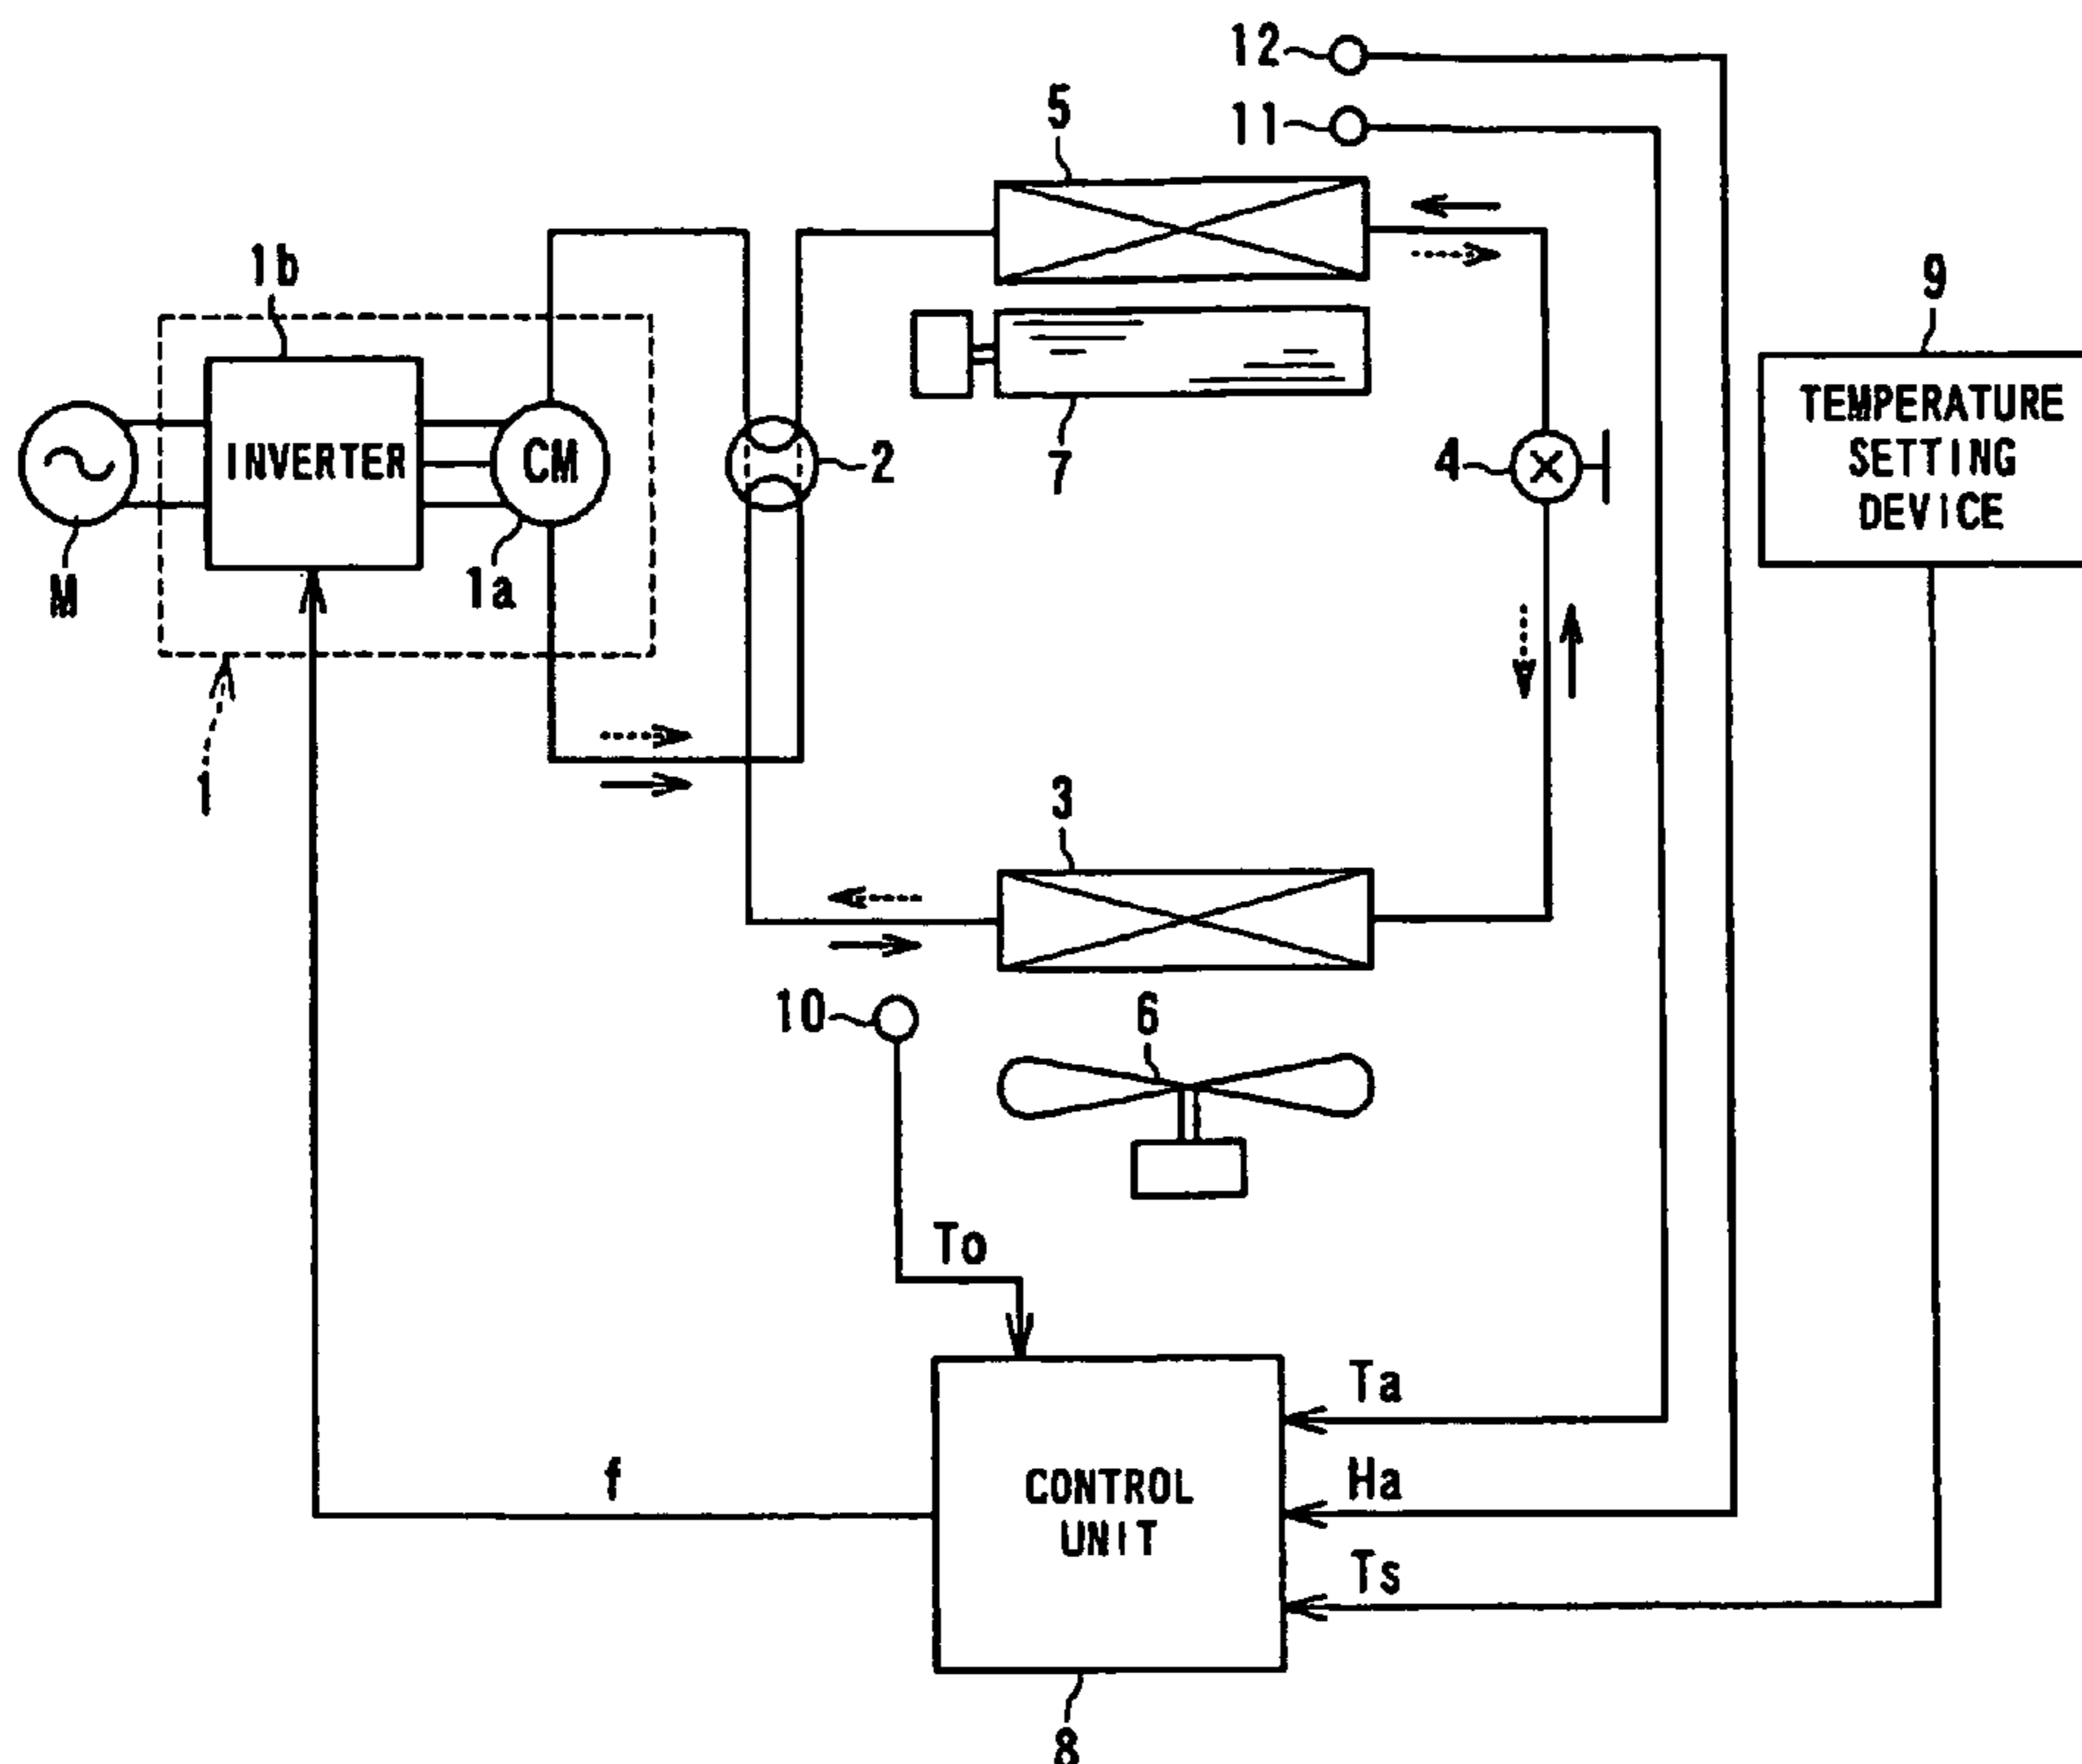 12
11
5
1b
9
TEMPERATURE
SETTING
DEVICE
INVERTER
CM
2
7
4
M
1a
1
3
10
6
To
Ta
f
Ha
CONTROL
UNIT
Ts
8